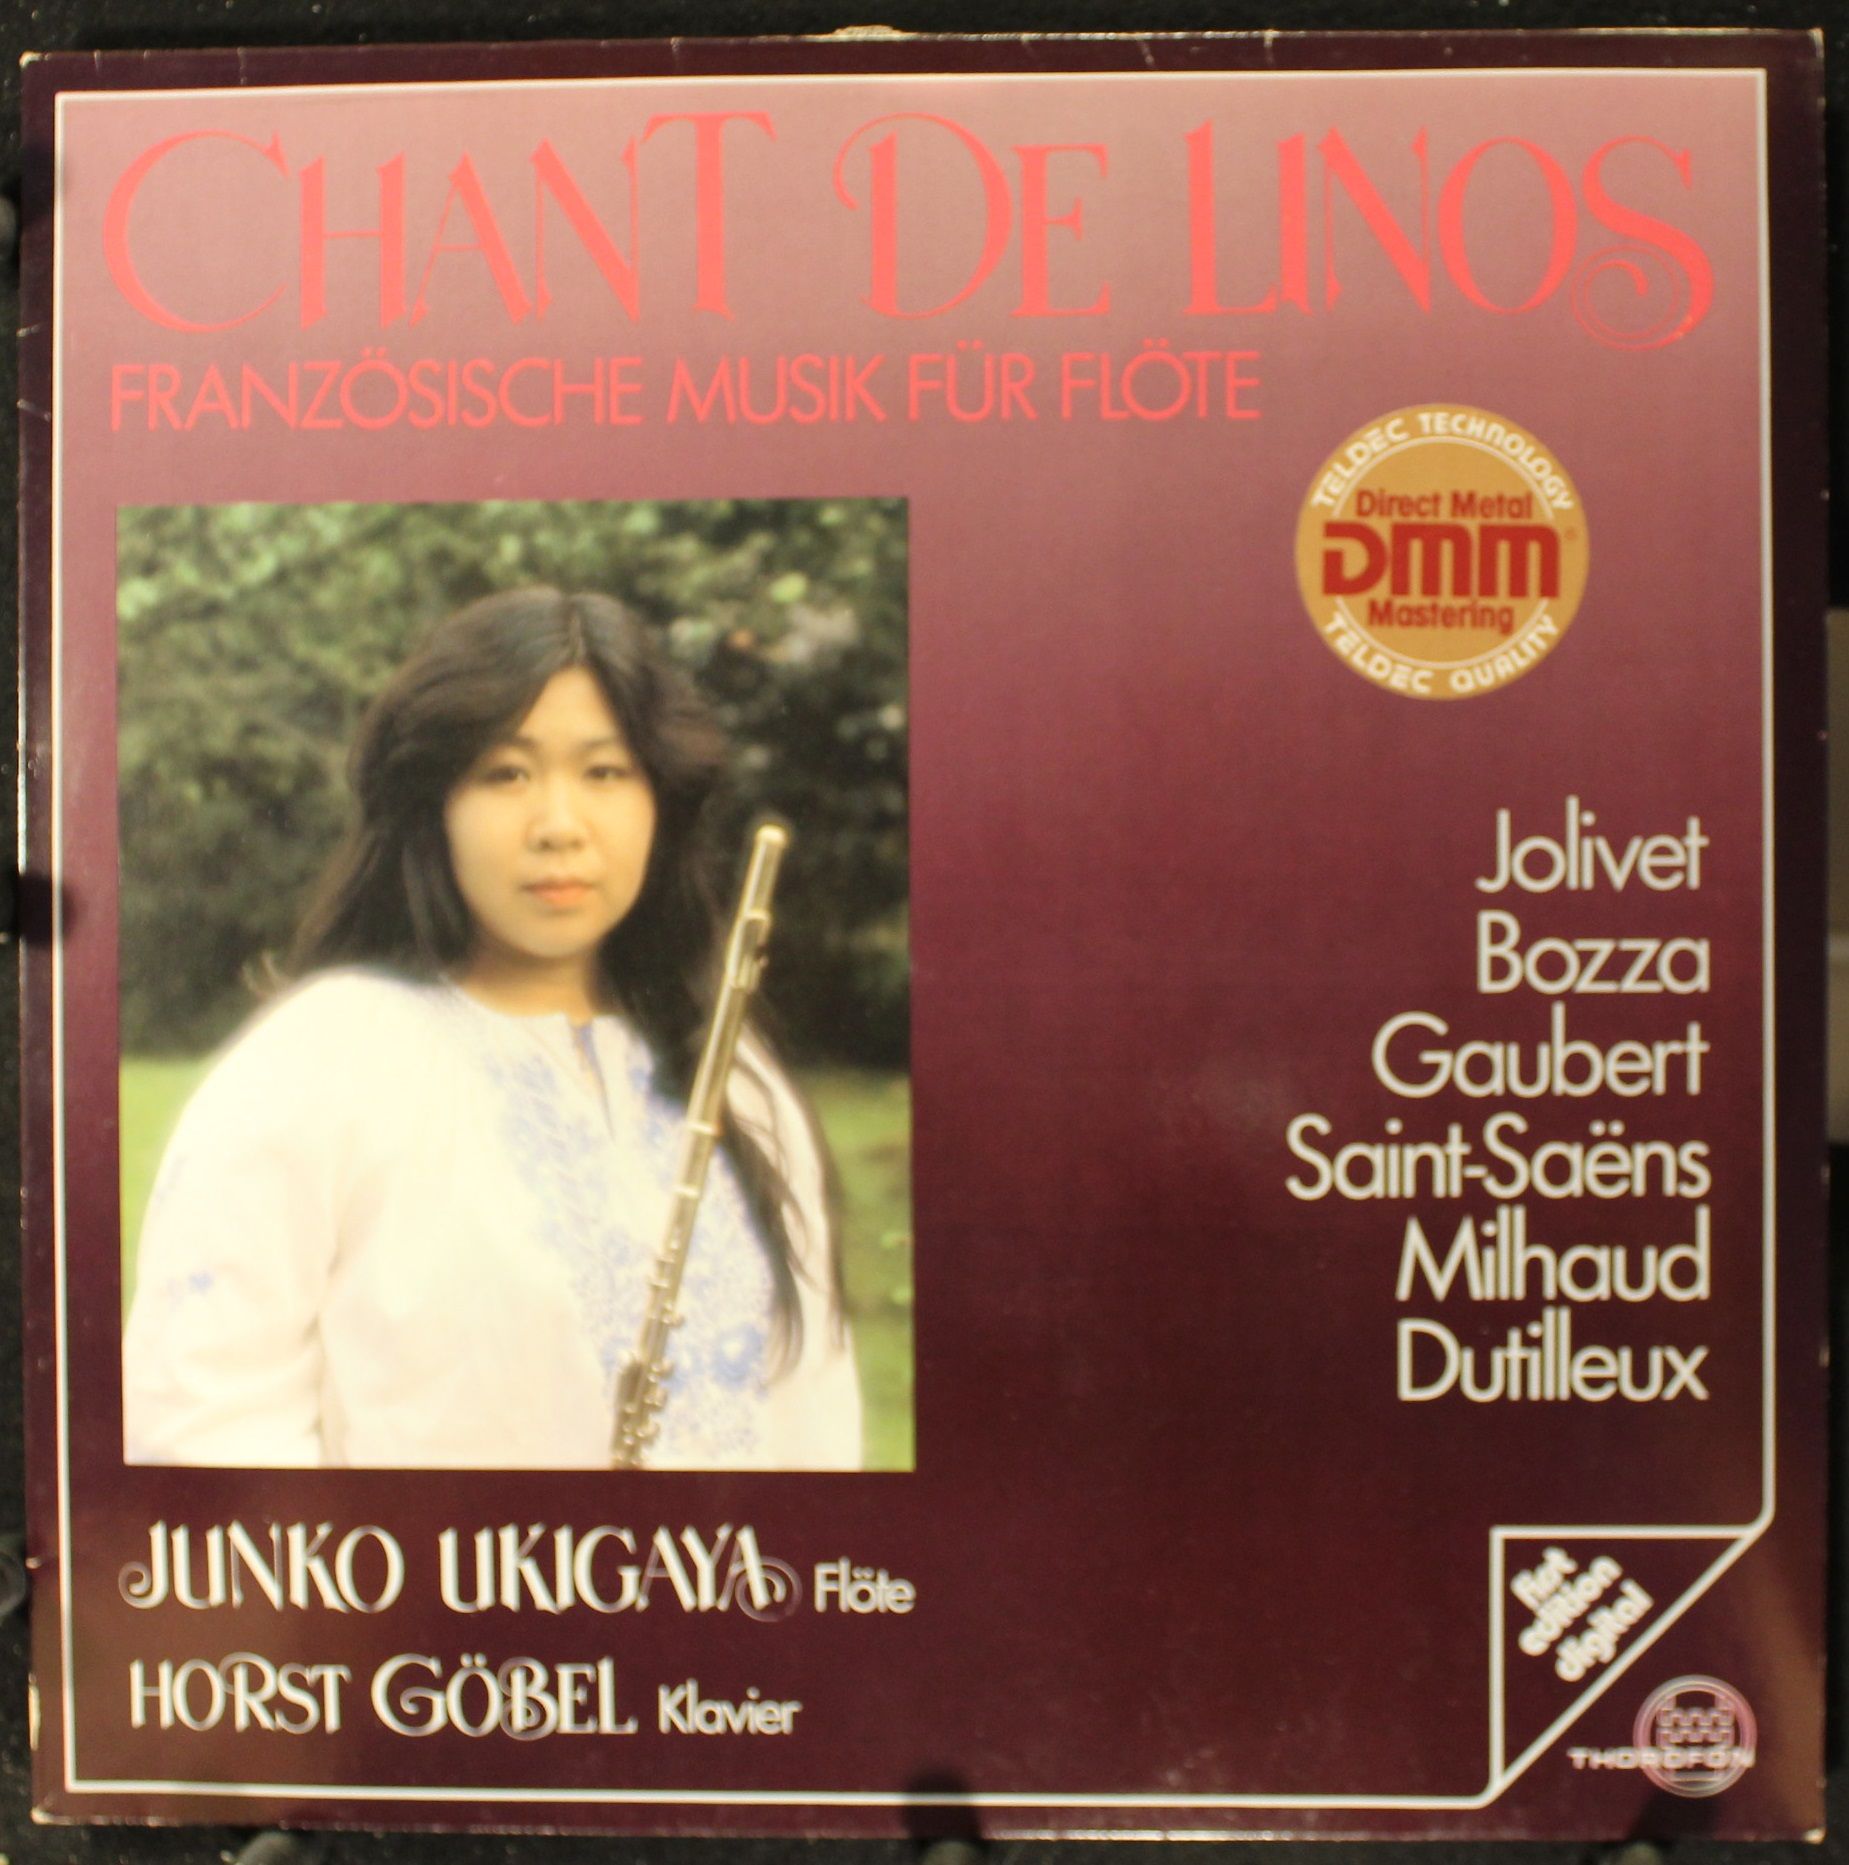 CHANT DE LINOS
FRANZÖSISCHE MUSIK FÜR FLÖTE
TELDEC TECHNOLOGY
Direct Metal
DMM®
Mastering
TELDEC QUALITY
Jolivet
Bozza
Gaubert
Saint-Saëns
Milhaud
Dutilleux
JUNKO UKIGAYA Flöte
HORST GÖBEL Klavier
flat
edition
digital
THOROFON